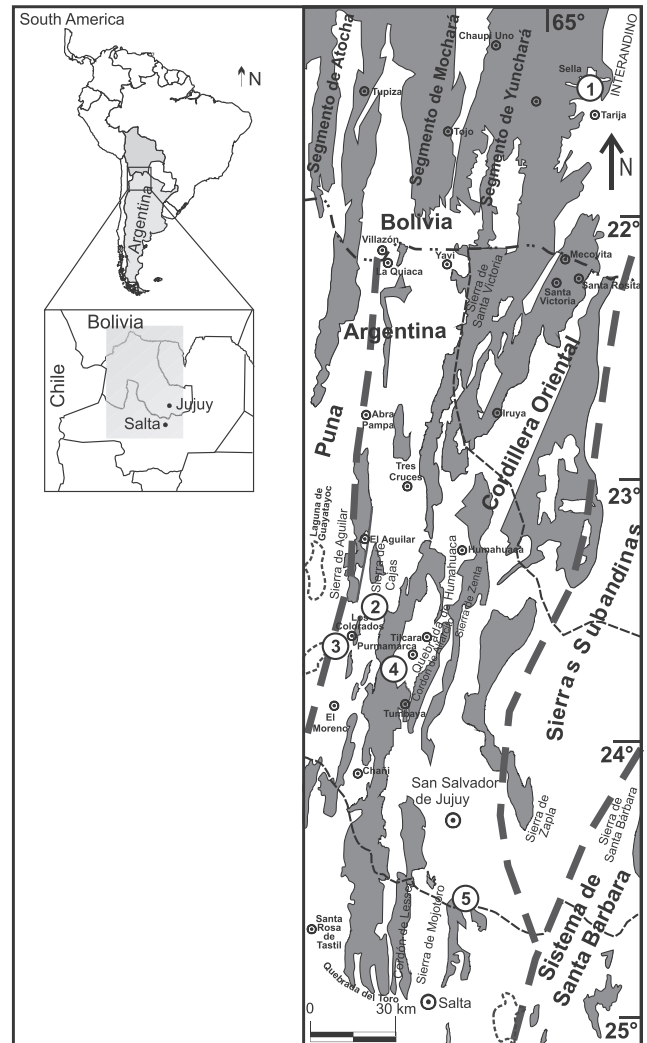 South America
N
Argentina
Bolivia
Chile
Jujuy
Salta
65°
Segmento de Atocha
Segmento de Mochará
Segmento de Yunchará
Chaupi Uno
INTERANDINO
Sella
1
Tupiza
Tojo
Tarija
N
22°
Bolivia
Villazón
La Quiaca
Yavi
Sierra de
Santa Victoria
Mecoyita
Santa
Victoria
Santa Rosita
Argentina
Puna
Abra
Pampa
Iruya
Cordillera Oriental
Tres
Cruces
23°
Laguna de
Guayatayoc
Sierra de Aguilar
El Aguilar
Sierra de
Cajas
Humahuaca
Quebrada de Humahuaca
Sierra de Zenta
2
Los
Colorados
3
Tilcara
Purmamarca
4
Cordón de Alfarcito
Sierras Subandinas
El
Moreno
Tumbaya
24°
Chañi
San Salvador
de Jujuy
Sierra de
Zapla
Sierra de
Santa Bárbara
5
Santa
Rosa
de
Tastil
Cordón de Lesser
Sierra de Mojotoro
Sistema de
Santa Bárbara
Quebrada del Toro
Salta
0
30 km
25°